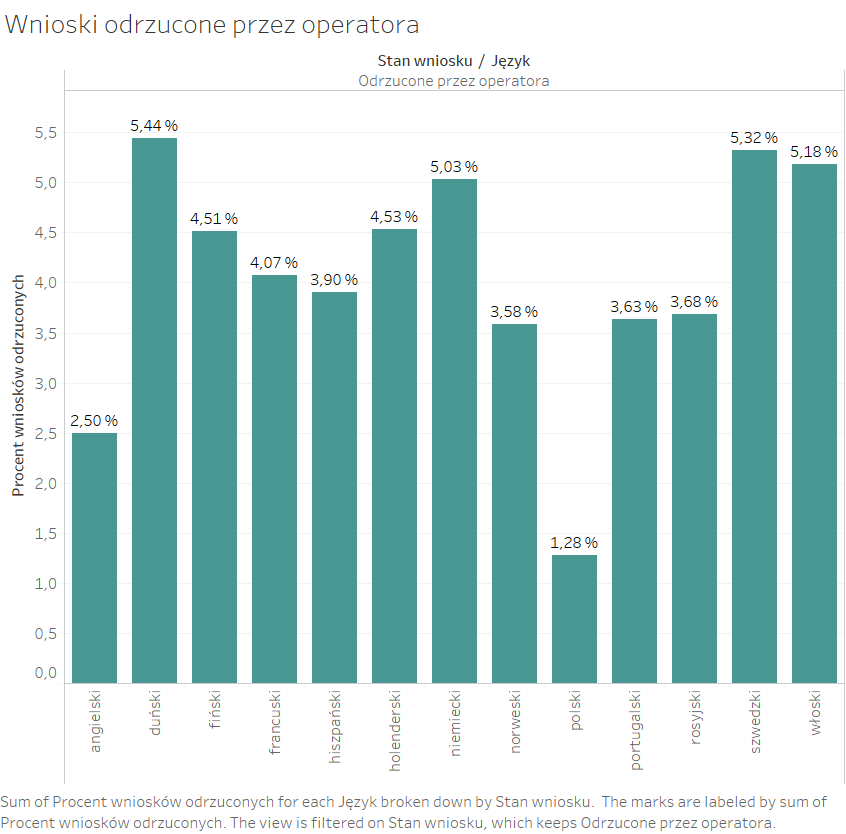 Wnioski odrzucone przez operatora
Stan wniosku / Język
Odrzucone przez operatora
Procent wniosków odrzuconych
5,5
5,0
4,5
4,0
3,5
3,0
2,5
2,0
1,5
1,0
0,5
0,0
2,50 %
5,44 %
4,51 %
4,07 %
3,90 %
4,53 %
5,03 %
3,58 %
1,28 %
3,63 %
3,68 %
5,32 %
5,18 %
angielski
duński
fiński
francuski
hiszpański
holenderski
niemiecki
norweski
polski
portugalski
rosyjski
szwedzki
włoski
Sum of Procent wniosków odrzuconych for each Język broken down by Stan wniosku.  The marks are labeled by sum of
Procent wniosków odrzuconych. The view is filtered on Stan wniosku, which keeps Odrzucone przez operatora.